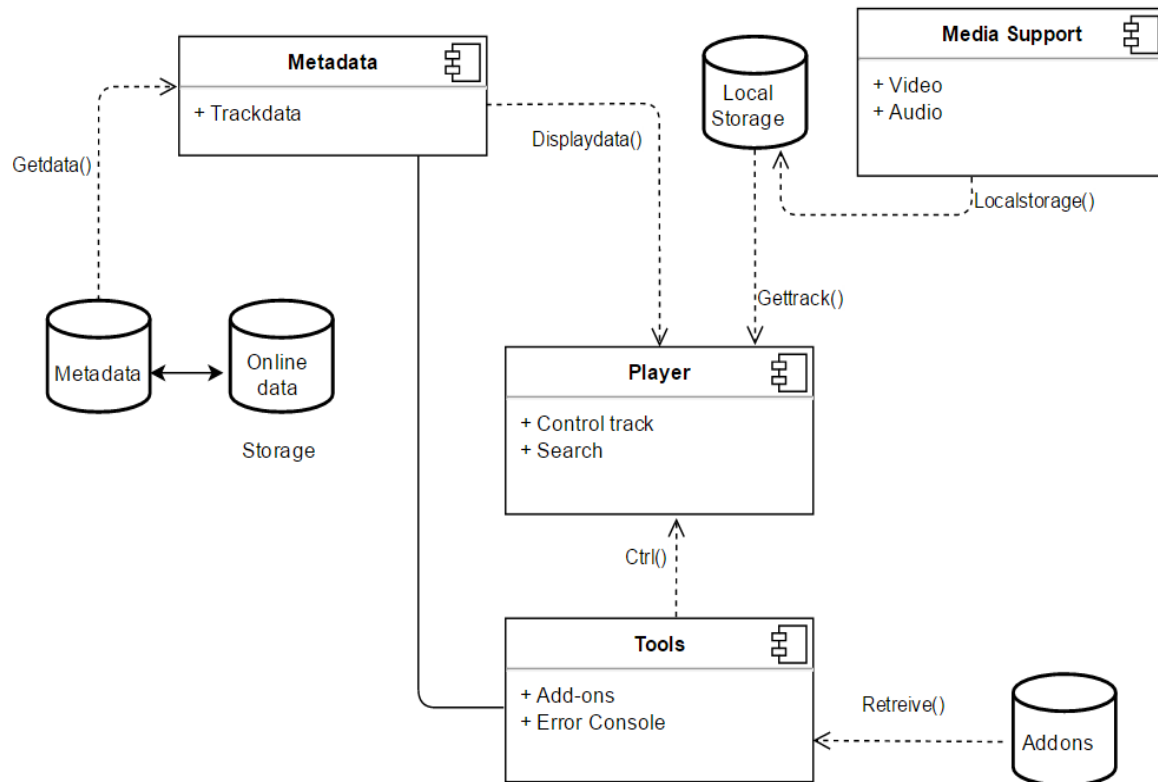 Metadata
+ Trackdata
Getdata()
Displaydata()
Local
Storage
Media Support
+ Video
+ Audio
Localstorage()
Gettrack()
Metadata
Online
data
Storage
Player
+ Control track
+ Search
Ctrl()
Tools
+ Add-ons
+ Error Console
Retreive()
Addons